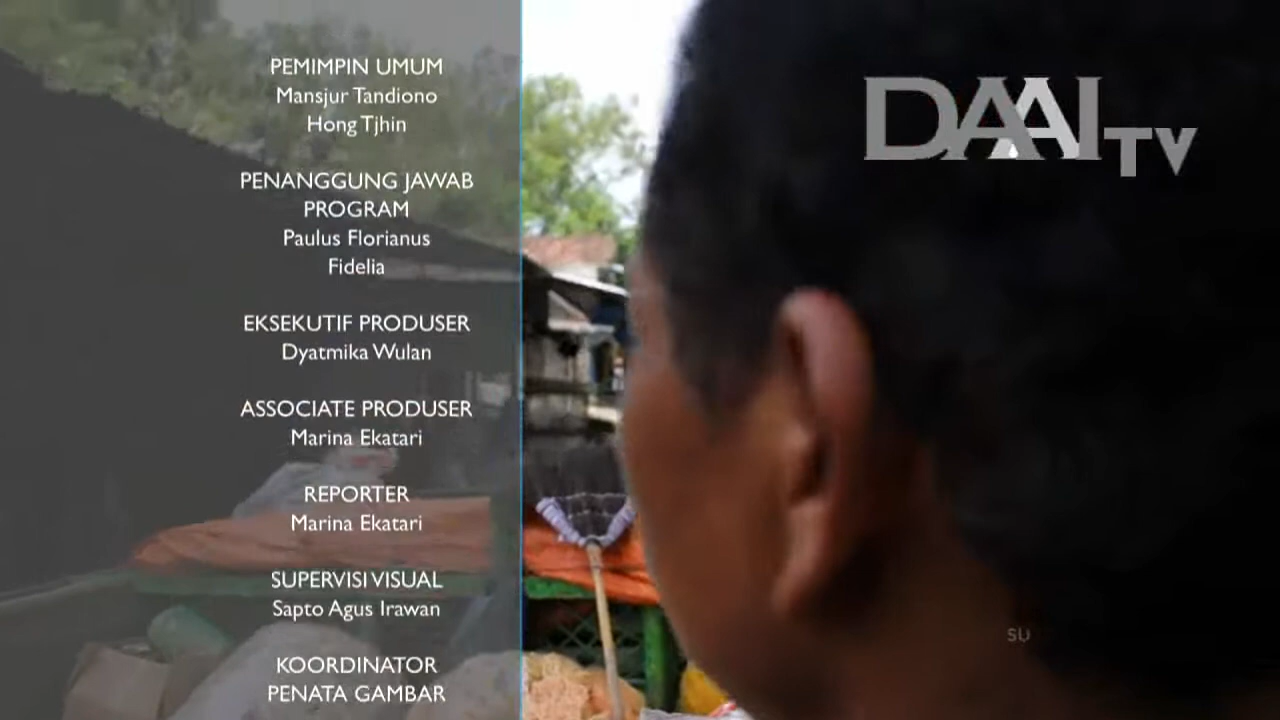 PEMIMPIN UMUM
Mansjur Tandiono
Hong Tjhin
PENANGGUNG JAWAB
PROGRAM
Paulus Florianus
Fidelia
EKSEKUTIF PRODUSER
Dyatmika Wulan
ASSOCIATE PRODUSER
Marina Ekatari
REPORTER
Marina Ekatari
SUPERVISI VISUAL
Sapto Agus Irawan
KOORDINATOR
PENATA GAMBAR
DAAI TV
SU